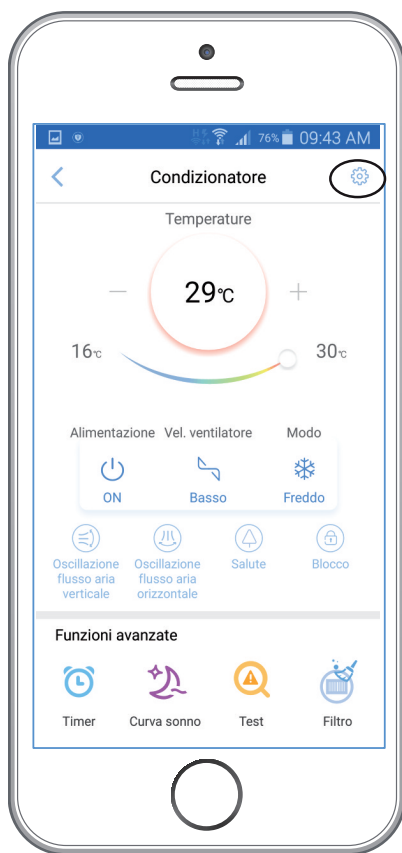 76% 09:43 AM
Condizionatore
Temperature
29°C
16°C 30°C
Alimentazione Vel. ventilatore Modo
ON Basso Freddo
Oscillazione flusso aria verticale
Oscillazione flusso aria orizzontale
Salute
Blocco
Funzioni avanzate
Timer Curva sonno Test Filtro